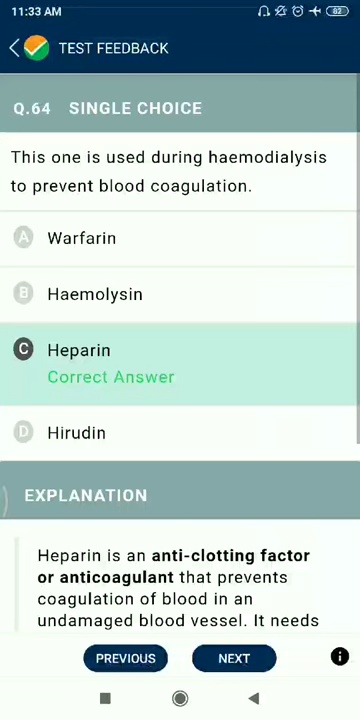 11:33 AM
82
TEST FEEDBACK
Q.64 SINGLE CHOICE
This one is used during haemodialysis
to prevent blood coagulation.
A Warfarin
B Haemolysin
C Heparin
Correct Answer
D Hirudin
EXPLANATION
Heparin is an anti-clotting factor
or anticoagulant that prevents
coagulation of blood in an
undamaged blood vessel. It needs
PREVIOUS NEXT